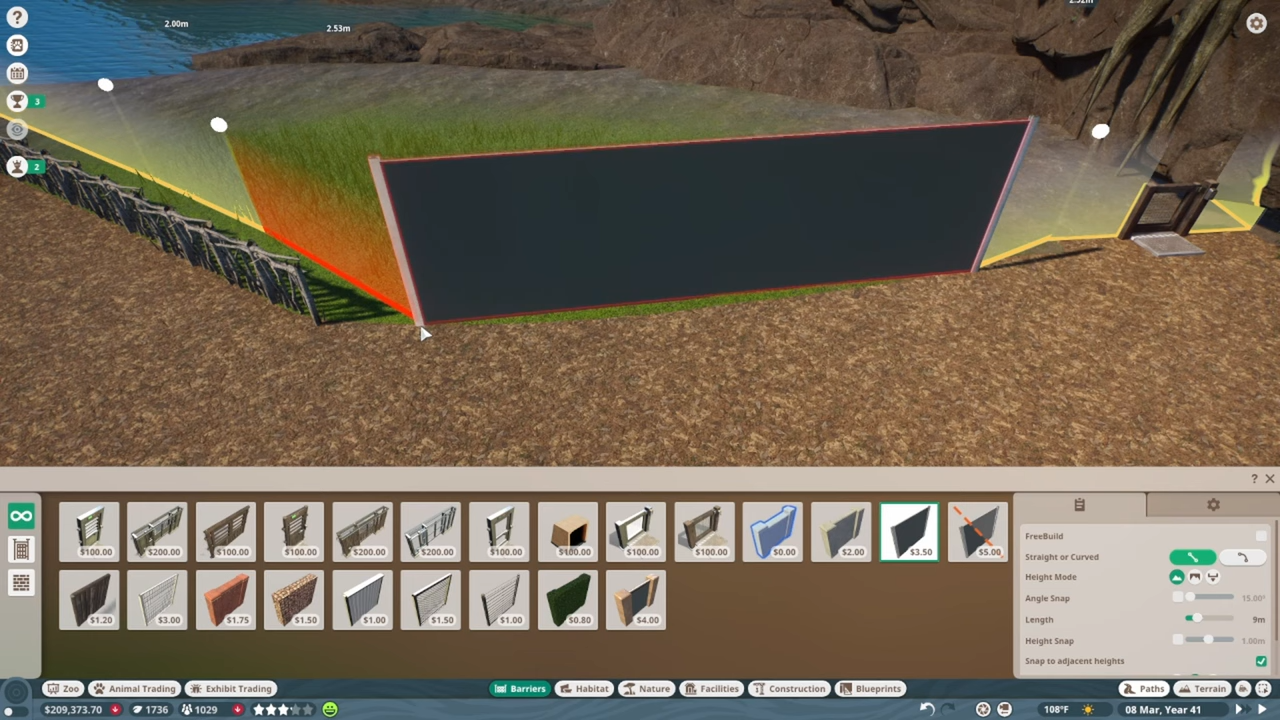 2.00m
2.53m
?
3
2
? ×
$100.00 $200.00 $100.00 $100.00 $200.00 $200.00 $100.00 $100.00 $100.00 $100.00 $0.00 $2.00 $3.50 $5.00
$1.20 $3.00 $1.75 $1.50 $1.00 $1.50 $1.00 $0.80 $4.00
FreeBuild
Straight or Curved
Height Mode
Angle Snap 15.00°
Length 9m
Height Snap 1.00m
Snap to adjacent heights
Zoo Animal Trading Exhibit Trading Barriers Habitat Nature Facilities Construction Blueprints Paths Terrain
$209,373.70 1736 1029 108°F 08 Mar, Year 41